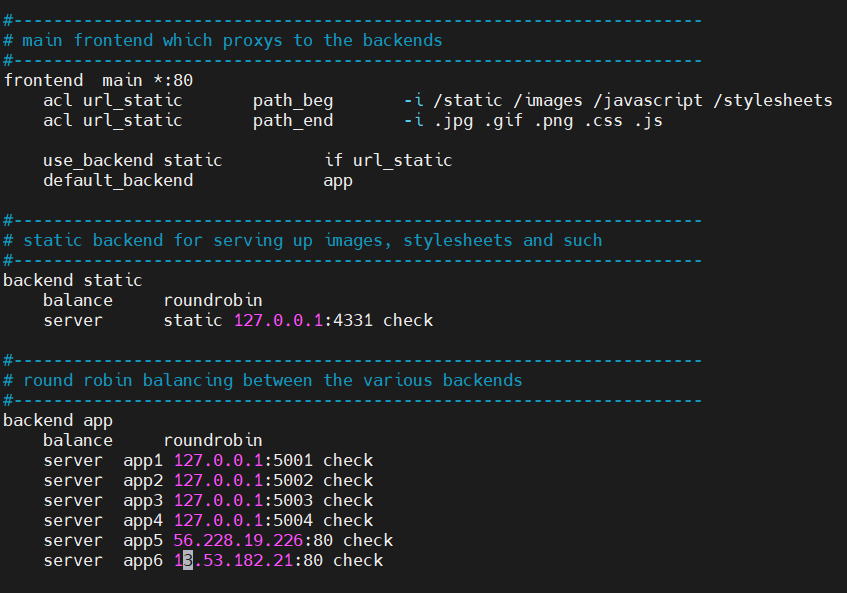 #---------------------------------------------------------------------
# main frontend which proxys to the backends
#---------------------------------------------------------------------
frontend  main *:80
    acl url_static       path_beg       -i /static /images /javascript /stylesheets
    acl url_static       path_end       -i .jpg .gif .png .css .js

    use_backend static          if url_static
    default_backend             app

#---------------------------------------------------------------------
# static backend for serving up images, stylesheets and such
#---------------------------------------------------------------------
backend static
    balance     roundrobin
    server      static 127.0.0.1:4331 check

#---------------------------------------------------------------------
# round robin balancing between the various backends
#---------------------------------------------------------------------
backend app
    balance     roundrobin
    server  app1 127.0.0.1:5001 check
    server  app2 127.0.0.1:5002 check
    server  app3 127.0.0.1:5003 check
    server  app4 127.0.0.1:5004 check
    server  app5 56.228.19.226:80 check
    server  app6 13.53.182.21:80 check